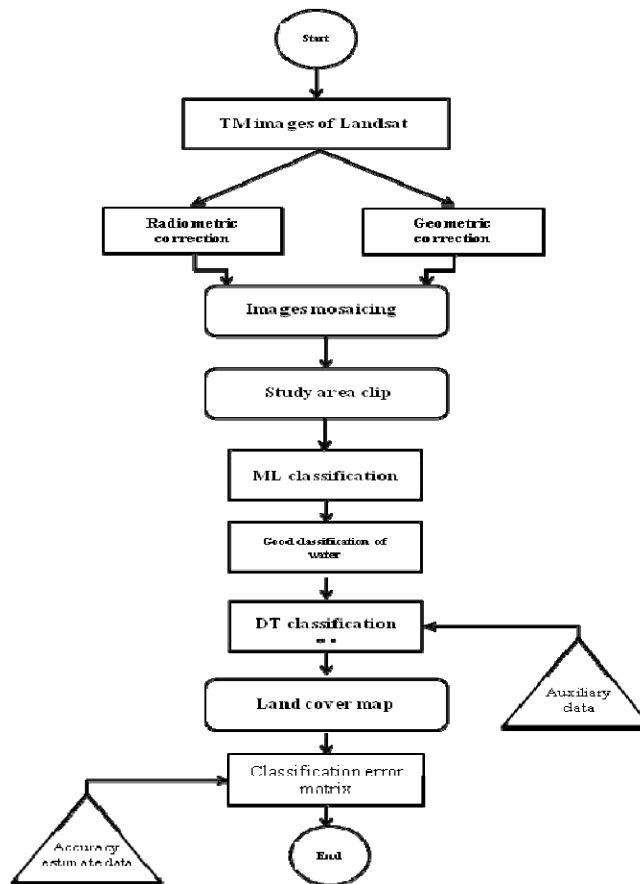 Start
TM images of Landsat
Radiometric
correction
Geometric
correction
Images mosaicing
Study area clip
ML classification
Good classification of
water
DT classification
Auxiliary
data
Land cover map
Classification error
matrix
Accuracy
estimate data
End